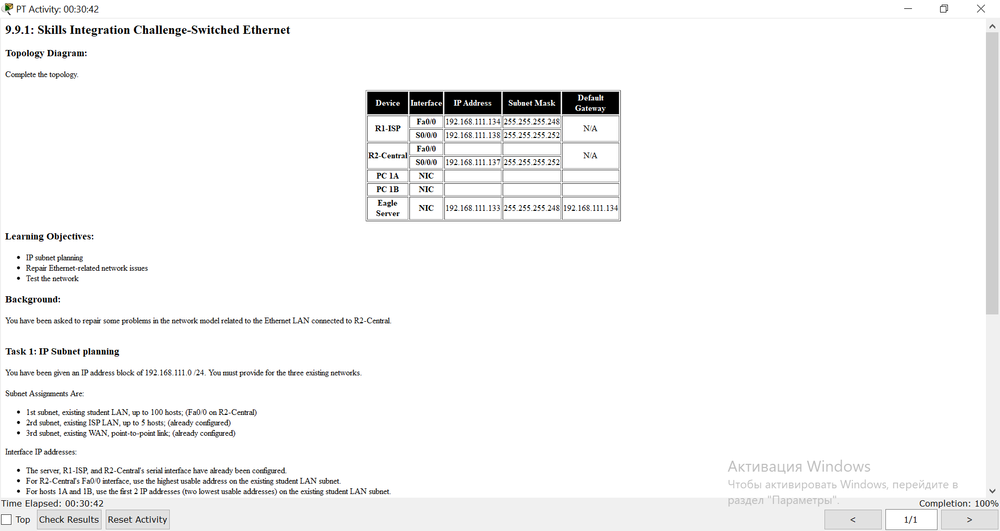 PT Activity: 00:30:42
9.9.1: Skills Integration Challenge-Switched Ethernet
Topology Diagram:
Complete the topology.
Device Interface IP Address Subnet Mask Default Gateway
R1-ISP Fa0/0 192.168.111.134 255.255.255.248 N/A
S0/0/0 192.168.111.138 255.255.255.252
R2-Central Fa0/0 N/A
S0/0/0 192.168.111.137 255.255.255.252
PC 1A NIC
PC 1B NIC
Eagle Server NIC 192.168.111.133 255.255.255.248 192.168.111.134
Learning Objectives:
• IP subnet planning
• Repair Ethernet-related network issues
• Test the network
Background:
You have been asked to repair some problems in the network model related to the Ethernet LAN connected to R2-Central.
Task 1: IP Subnet planning
You have been given an IP address block of 192.168.111.0 /24. You must provide for the three existing networks.
Subnet Assignments Are:
• 1st subnet, existing student LAN, up to 100 hosts; (Fa0/0 on R2-Central)
• 2rd subnet, existing ISP LAN, up to 5 hosts; (already configured)
• 3rd subnet, existing WAN, point-to-point link; (already configured)
Interface IP addresses:
• The server, R1-ISP, and R2-Central's serial interface have already been configured.
• For R2-Central's Fa0/0 interface, use the highest usable address on the existing student LAN subnet.
• For hosts 1A and 1B, use the first 2 IP addresses (two lowest usable addresses) on the existing student LAN subnet.
Активация Windows
Чтобы активировать Windows, перейдите в
раздел "Параметры".
Time Elapsed: 00:30:42
Completion: 100%
Top Check Results Reset Activity < 1/1 >